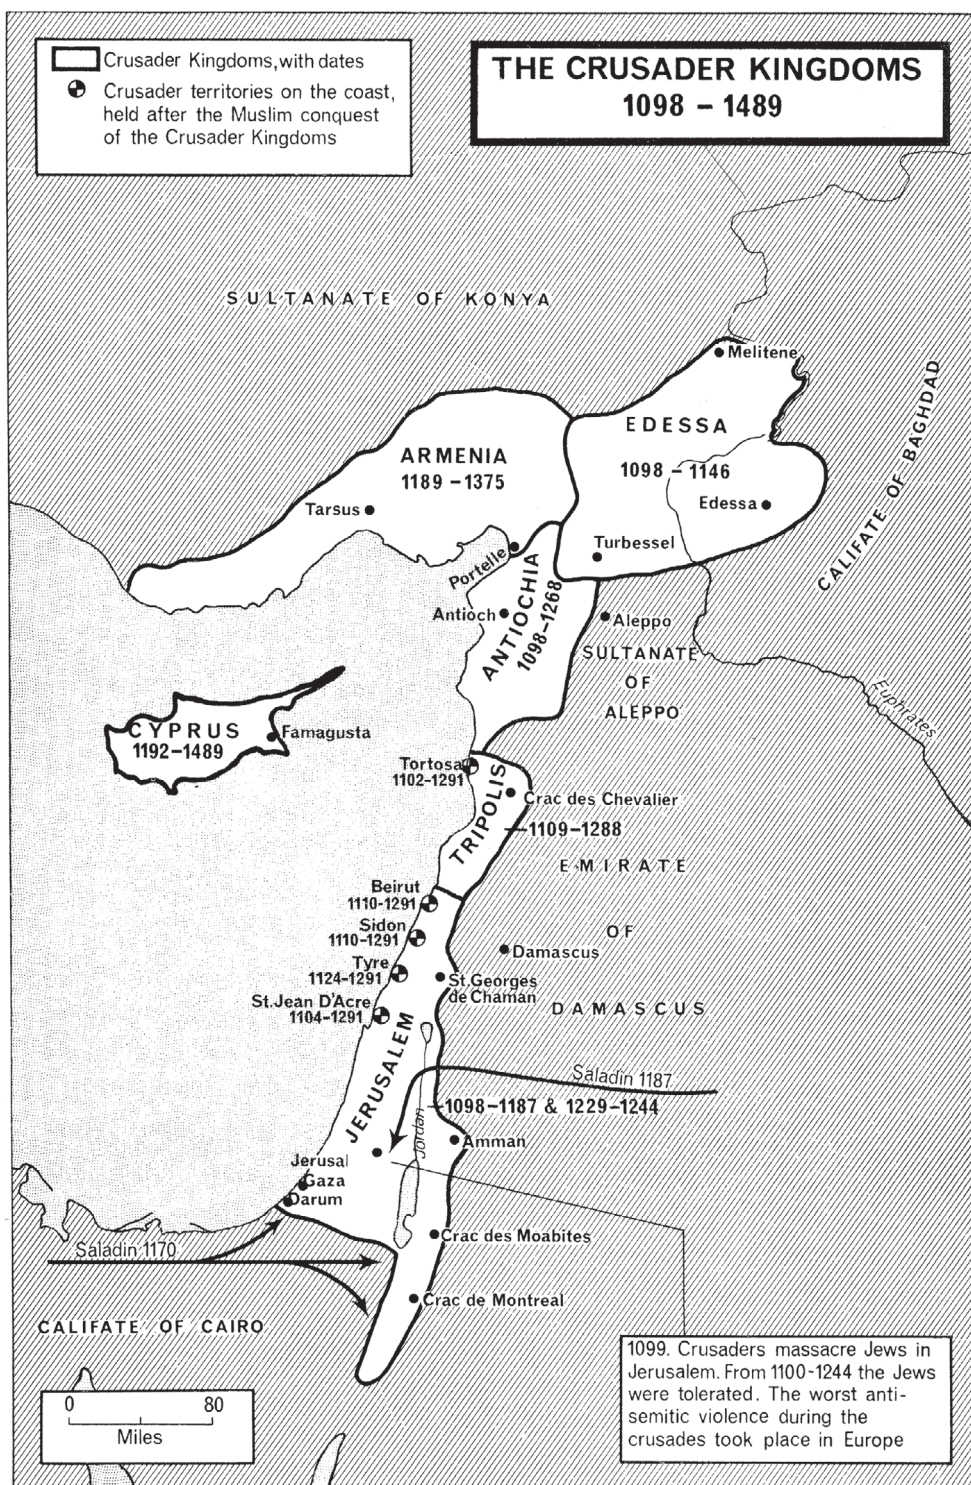 Crusader Kingdoms, with dates
Crusader territories on the coast,
held after the Muslim conquest
of the Crusader Kingdoms
THE CRUSADER KINGDOMS
1098 – 1489
SULTANATE OF KONYA
Melitene
EDESSA
1098 – 1146
Edessa
Turbessel
ARMENIA
1189 – 1375
Tarsus
CALIFATE OF BAGHDAD
Portelle
ANTIOCHIA
1098–1268
Antioch
Aleppo
SULTANATE
OF
ALEPPO
Euphrates
CYPRUS
1192–1489
Famagusta
Tortosa
1102–1291
TRIPOLIS
Crac des Chevalier
1109–1288
EMIRATE
OF
DAMASCUS
Beirut
1110-1291
Sidon
1110-1291
Damascus
Tyre
1124-1291
St. Georges
de Chaman
St. Jean D'Acre
1104-1291
JERUSALEM
Saladin 1187
1098–1187 & 1229–1244
Jordan
Amman
Jerusal
Gaza
Darum
Saladin 1170
Crac des Moabites
Crac de Montreal
CALIFATE OF CAIRO
0 80
Miles
1099. Crusaders massacre Jews in
Jerusalem. From 1100-1244 the Jews
were tolerated. The worst anti-
semitic violence during the
crusades took place in Europe